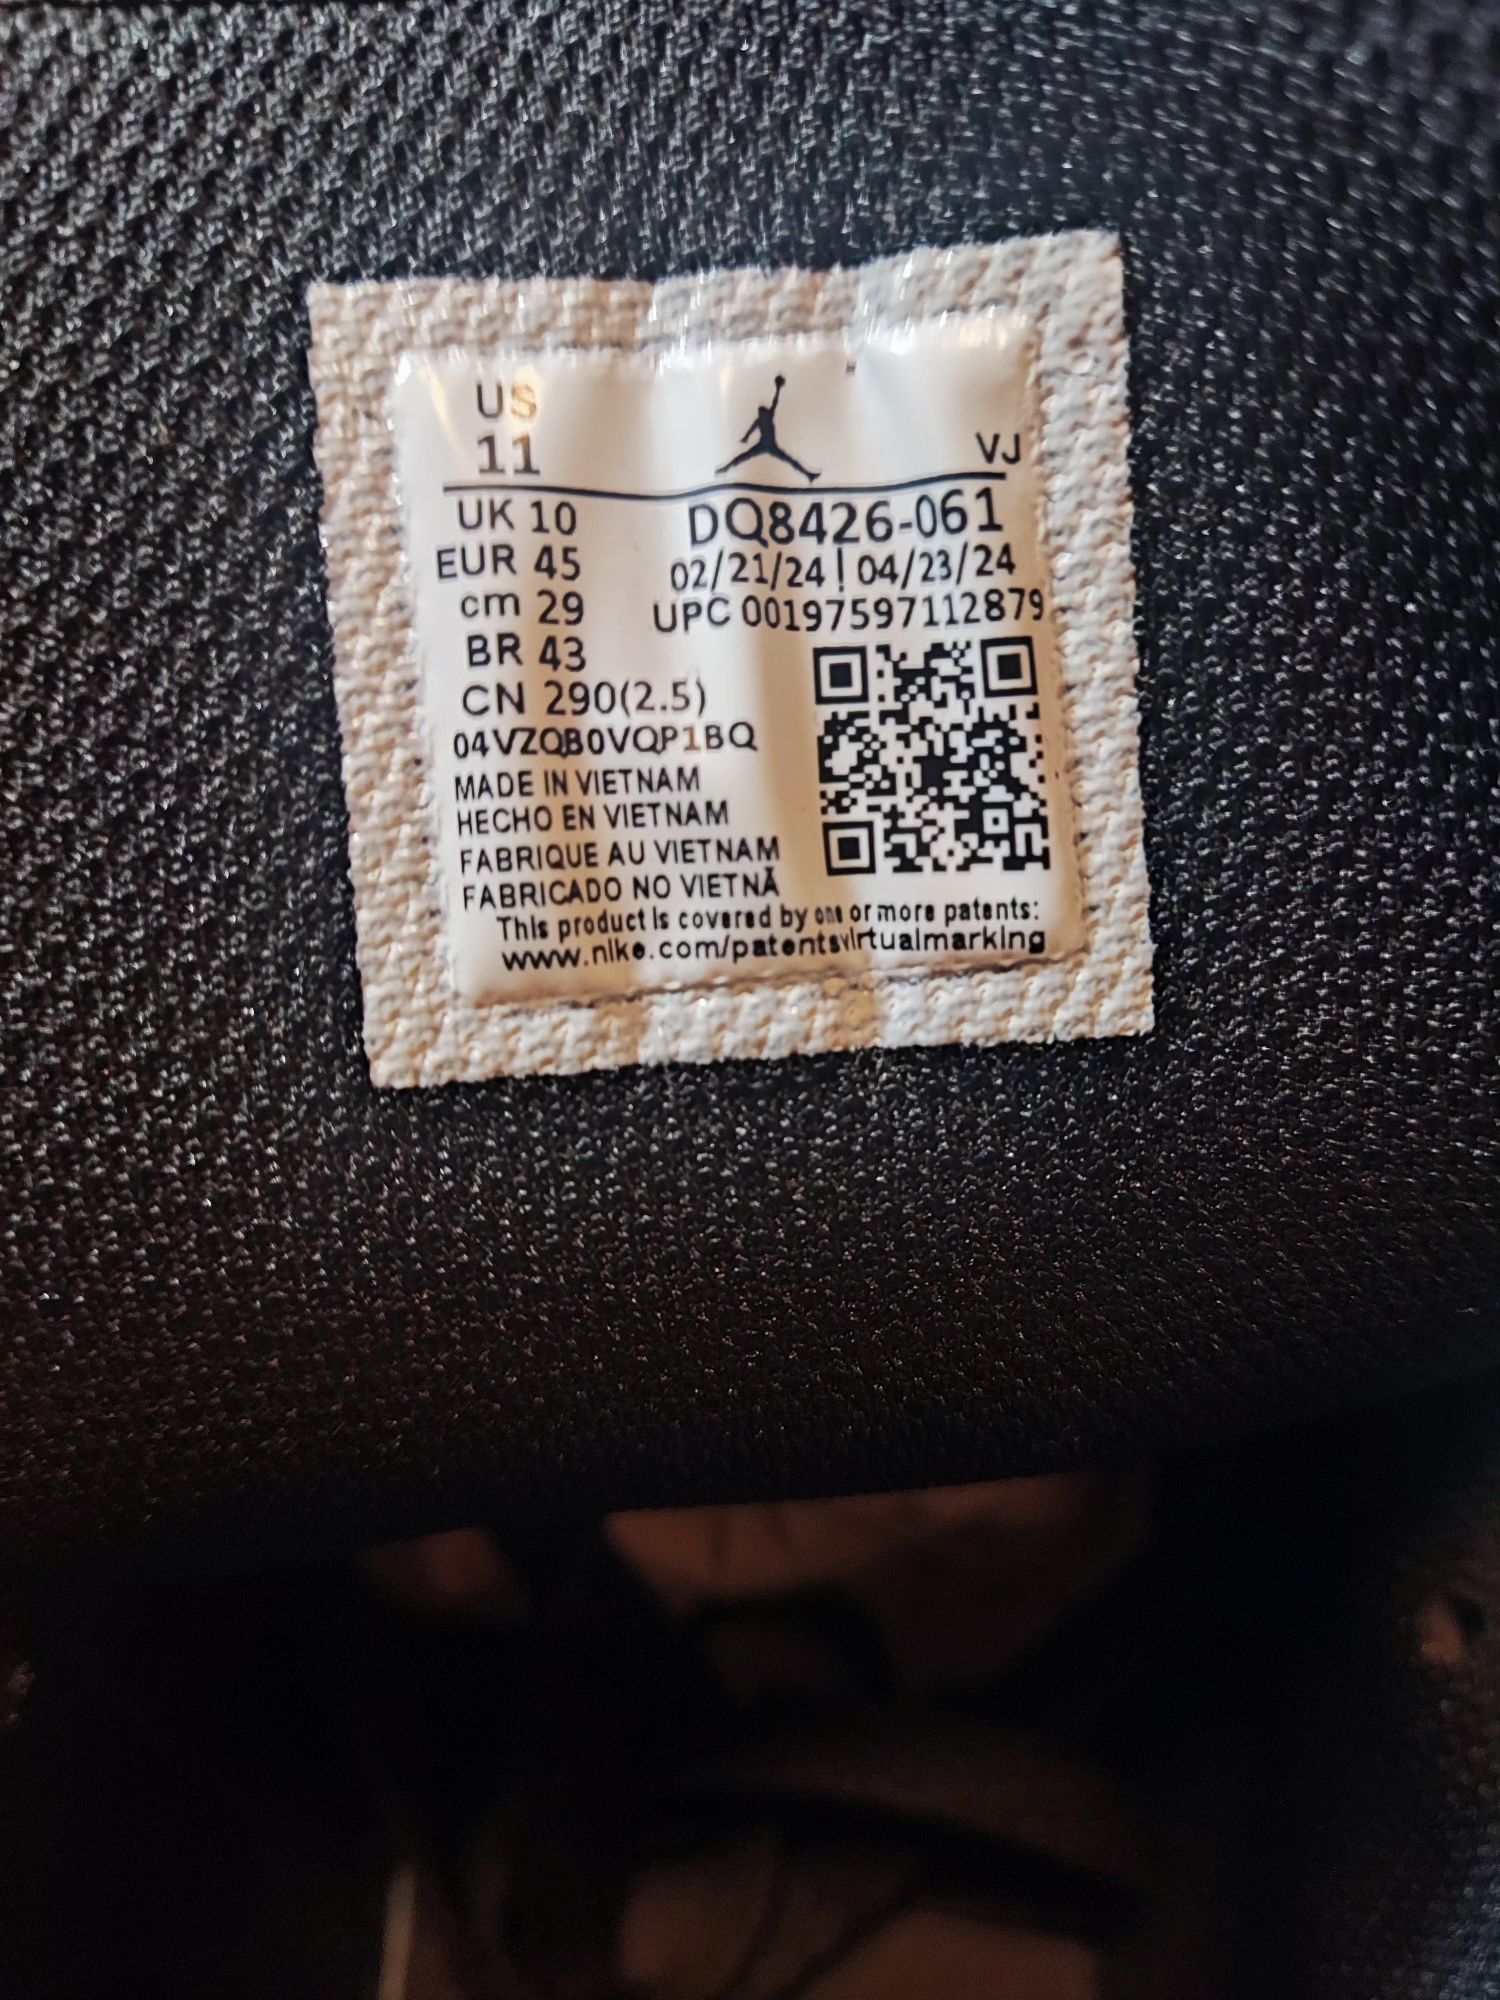 US
11
VJ
UK 10
DQ8426-061
EUR 45
02/21/24 | 04/23/24
cm 29
UPC 00197597112879
BR 43
CN 290(2.5)
04VZQB0VQP1BQ
MADE IN VIETNAM
HECHO EN VIETNAM
FABRIQUE AU VIETNAM
FABRICADO NO VIETNÃ
This product is covered by one or more patents:
www.nike.com/patentsvirtualmarking